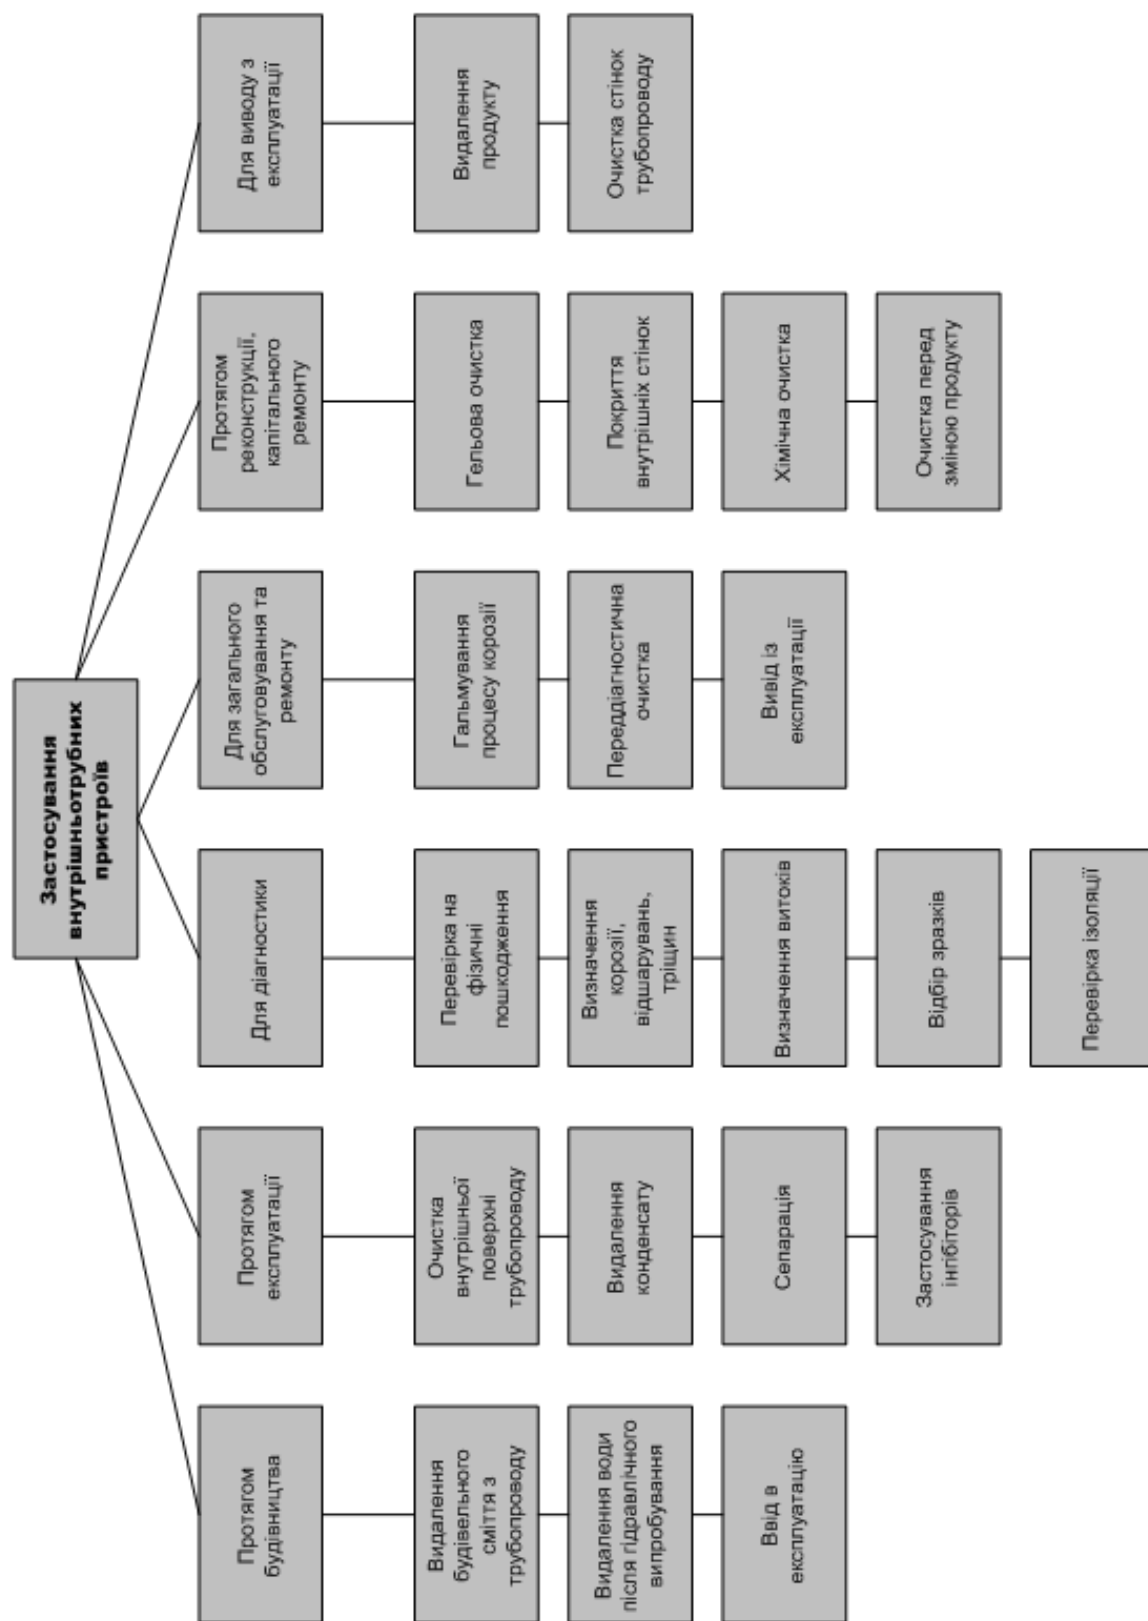 Застосування
внутрішньотрубних
пристроїв
Протягом
будівництва
Видалення
будівельного
сміття з
трубопроводу
Видалення води
після гідравлічного
випробування
Ввід в
експлуатацію
Протягом
експлуатації
Очистка
внутрішньої
поверхні
трубопроводу
Видалення
конденсату
Сепарація
Застосування
інгібіторів
Для діагностики
Перевірка на
фізичні
пошкодження
Визначення
корозії,
відшарувань,
тріщин
Визначення витоків
Відбір зразків
Перевірка ізоляції
Для загального
обслуговування та
ремонту
Гальмування
процесу корозії
Переддіагностична
очистка
Вивід із
експлуатації
Протягом
реконструкції,
капітального
ремонту
Гельова очистка
Покриття
внутрішніх стінок
Хімічна очистка
Очистка перед
зміною продукту
Для виводу з
експлуатації
Видалення
продукту
Очистка стінок
трубопроводу